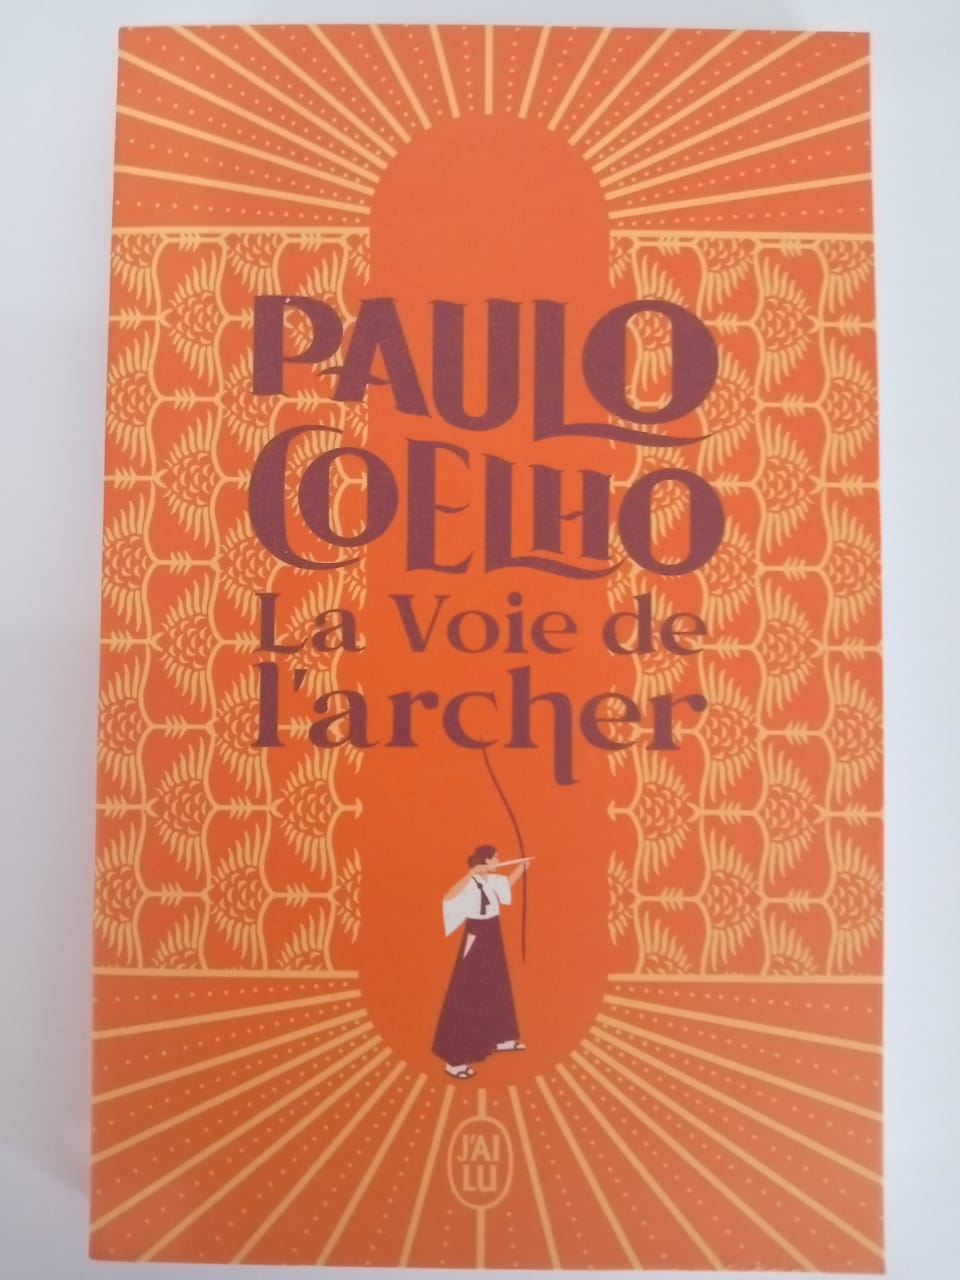 PAULO
COELHO
La Voie de
l'archer
J'AI
LU